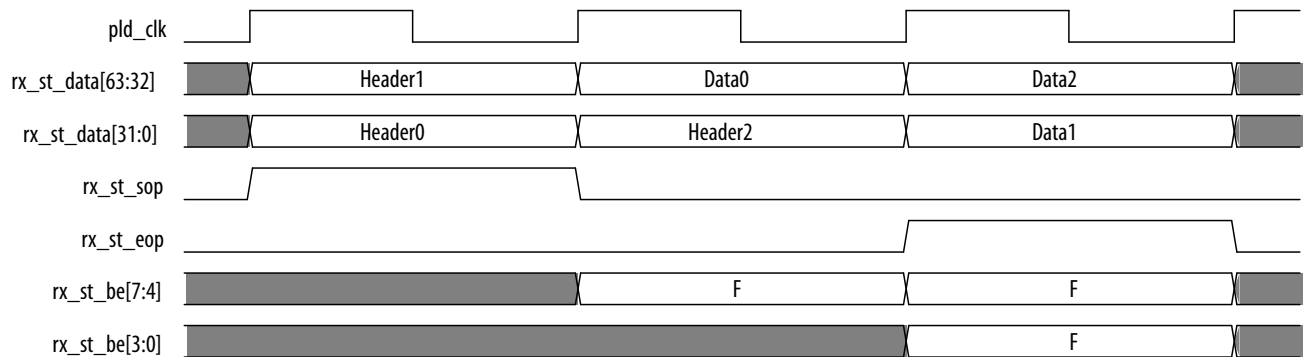 pld_clk
rx_st_data[63:32] Header1 Data0 Data2
rx_st_data[31:0] Header0 Header2 Data1
rx_st_sop
rx_st_eop
rx_st_be[7:4] F F
rx_st_be[3:0] F